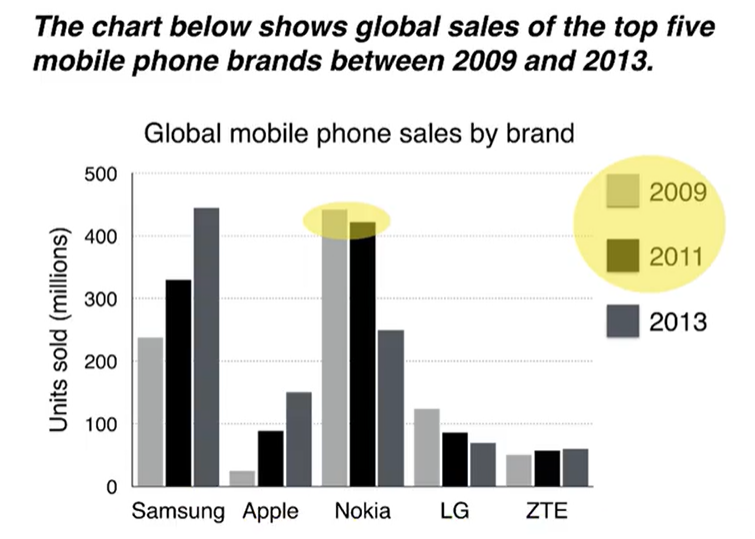 The chart below shows global sales of the top five
mobile phone brands between 2009 and 2013.
Global mobile phone sales by brand
Units sold (millions)
500
400
300
200
100
0
Samsung Apple Nokia LG ZTE
2009
2011
2013